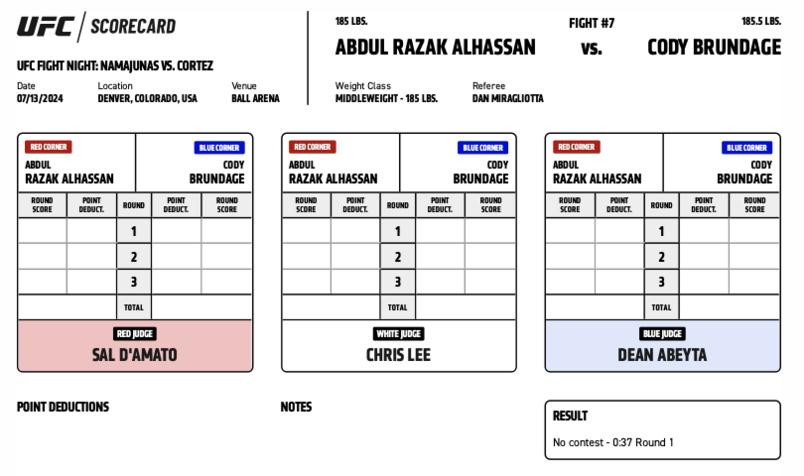 UFC / SCORECARD
UFC FIGHT NIGHT: NAMAJUNAS VS. CORTEZ
Date Location Venue
07/13/2024 DENVER, COLORADO, USA BALL ARENA
185 LBS. FIGHT #7 185.5 LBS.
ABDUL RAZAK ALHASSAN VS. CODY BRUNDAGE
Weight Class Referee
MIDDLEWEIGHT - 185 LBS. DAN MIRAGLIOTTA
RED CORNER BLUE CORNER
ABDUL CODY
RAZAK ALHASSAN BRUNDAGE
ROUND SCORE POINT DEDUCT. ROUND POINT DEDUCT. ROUND SCORE
1
2
3
TOTAL
RED JUDGE
SAL D'AMATO
RED CORNER BLUE CORNER
ABDUL CODY
RAZAK ALHASSAN BRUNDAGE
ROUND SCORE POINT DEDUCT. ROUND POINT DEDUCT. ROUND SCORE
1
2
3
TOTAL
WHITE JUDGE
CHRIS LEE
RED CORNER BLUE CORNER
ABDUL CODY
RAZAK ALHASSAN BRUNDAGE
ROUND SCORE POINT DEDUCT. ROUND POINT DEDUCT. ROUND SCORE
1
2
3
TOTAL
BLUE JUDGE
DEAN ABEYTA
POINT DEDUCTIONS
NOTES
RESULT
No contest - 0:37 Round 1